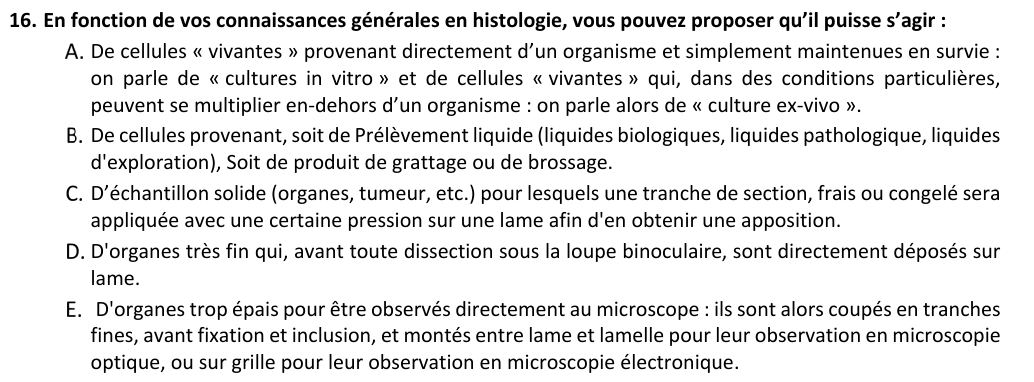 16. En fonction de vos connaissances générales en histologie, vous pouvez proposer qu'il puisse s'agir :
A. De cellules « vivantes » provenant directement d'un organisme et simplement maintenues en survie :
on parle de « cultures in vitro » et de cellules « vivantes » qui, dans des conditions particulières,
peuvent se multiplier en-dehors d'un organisme : on parle alors de « culture ex-vivo ».
B. De cellules provenant, soit de Prélèvement liquide (liquides biologiques, liquides pathologique, liquides
d'exploration), Soit de produit de grattage ou de brossage.
C. D'échantillon solide (organes, tumeur, etc.) pour lesquels une tranche de section, frais ou congelé sera
appliquée avec une certaine pression sur une lame afin d'en obtenir une apposition.
D. D'organes très fin qui, avant toute dissection sous la loupe binoculaire, sont directement déposés sur
lame.
E. D'organes trop épais pour être observés directement au microscope : ils sont alors coupés en tranches
fines, avant fixation et inclusion, et montés entre lame et lamelle pour leur observation en microscopie
optique, ou sur grille pour leur observation en microscopie électronique.